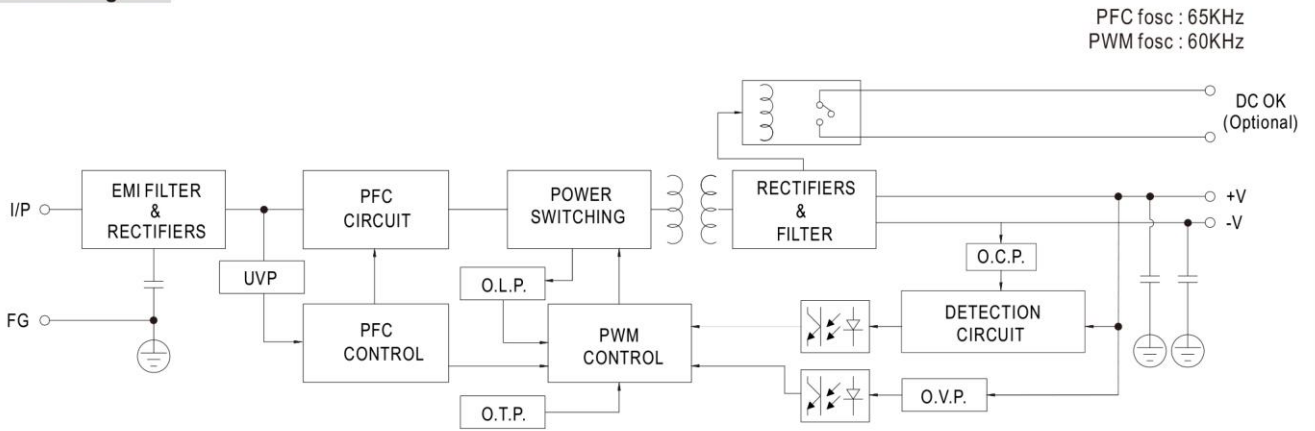 PFC fosc : 65KHz
PWM fosc : 60KHz
DC OK
(Optional)
EMI FILTER
&
RECTIFIERS
PFC
CIRCUIT
POWER
SWITCHING
RECTIFIERS
&
FILTER
I/P
+V
-V
UVP
O.L.P.
O.C.P.
FG
PFC
CONTROL
PWM
CONTROL
DETECTION
CIRCUIT
O.T.P.
O.V.P.